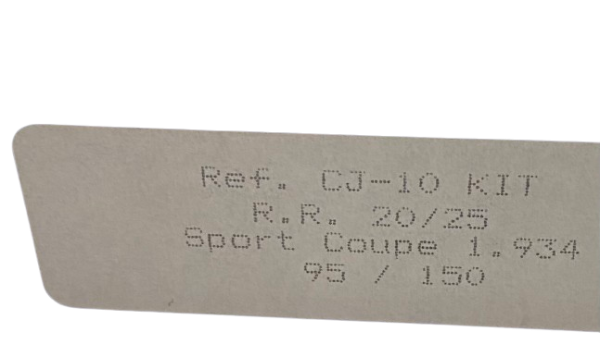 Ref. CJ-10 KIT
R.R. 20/25
Sport Coupe 1.934
95 / 150